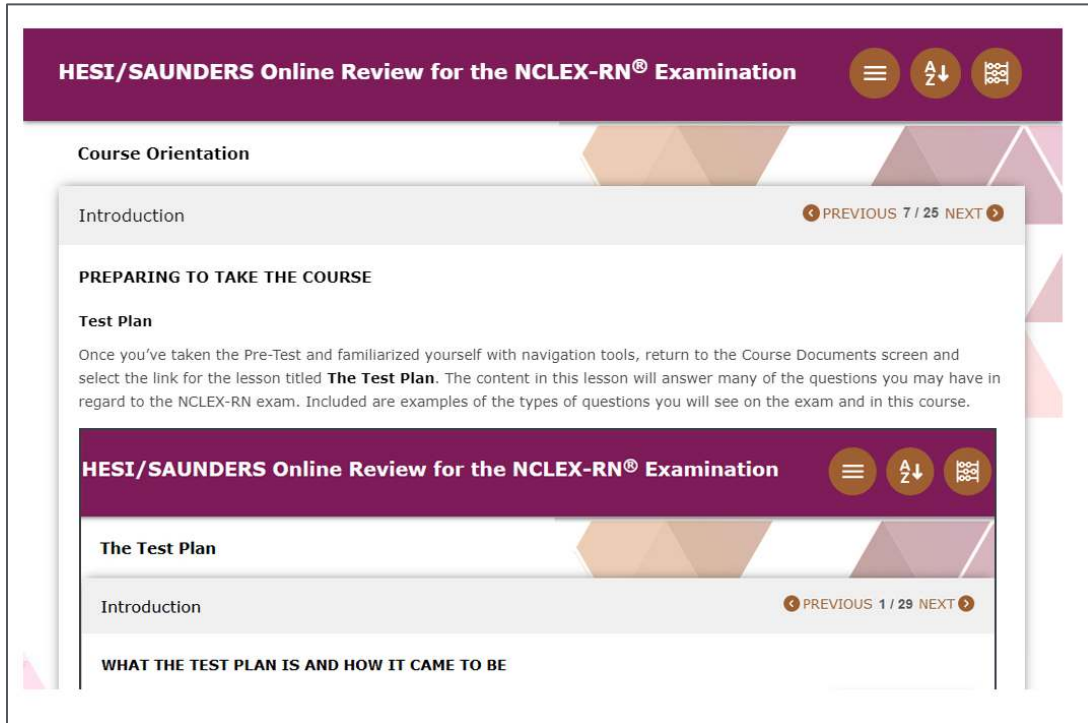 HESI/SAUNDERS Online Review for the NCLEX-RN® Examination
A
Z
Course Orientation
Introduction
PREVIOUS 7 / 25 NEXT
PREPARING TO TAKE THE COURSE
Test Plan
Once you’ve taken the Pre-Test and familiarized yourself with navigation tools, return to the Course Documents screen and
select the link for the lesson titled The Test Plan. The content in this lesson will answer many of the questions you may have in
regard to the NCLEX-RN exam. Included are examples of the types of questions you will see on the exam and in this course.
HESI/SAUNDERS Online Review for the NCLEX-RN® Examination
A
Z
The Test Plan
Introduction
PREVIOUS 1 / 29 NEXT
WHAT THE TEST PLAN IS AND HOW IT CAME TO BE